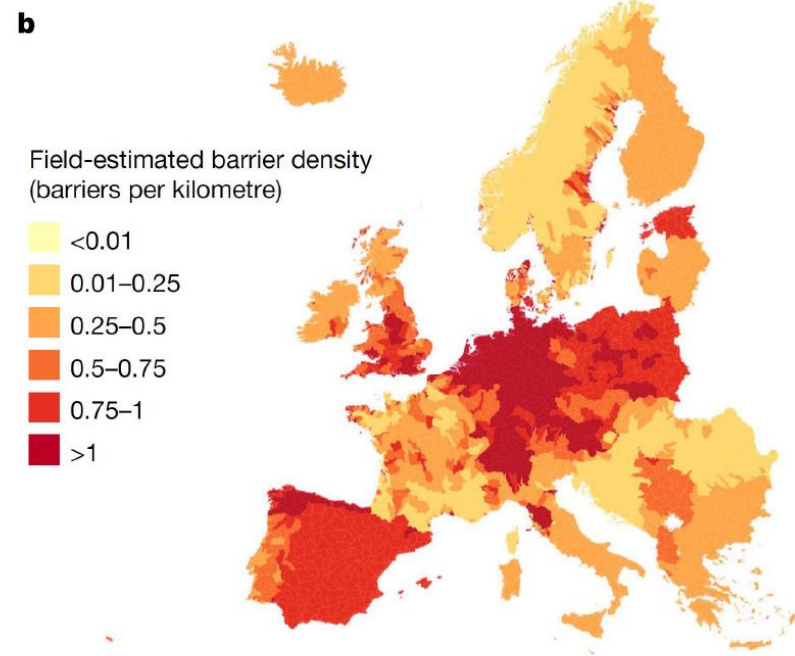 b
Field-estimated barrier density
(barriers per kilometre)
<0.01
0.01–0.25
0.25–0.5
0.5–0.75
0.75–1
>1